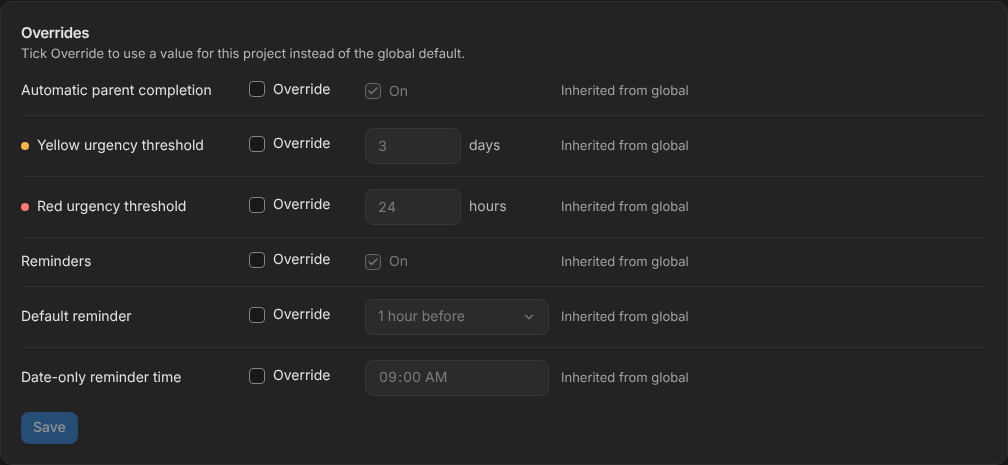 Overrides
Tick Override to use a value for this project instead of the global default.
Automatic parent completion Override On Inherited from global
Yellow urgency threshold Override 3 days Inherited from global
Red urgency threshold Override 24 hours Inherited from global
Reminders Override On Inherited from global
Default reminder Override 1 hour before Inherited from global
Date-only reminder time Override 09:00 AM Inherited from global
Save